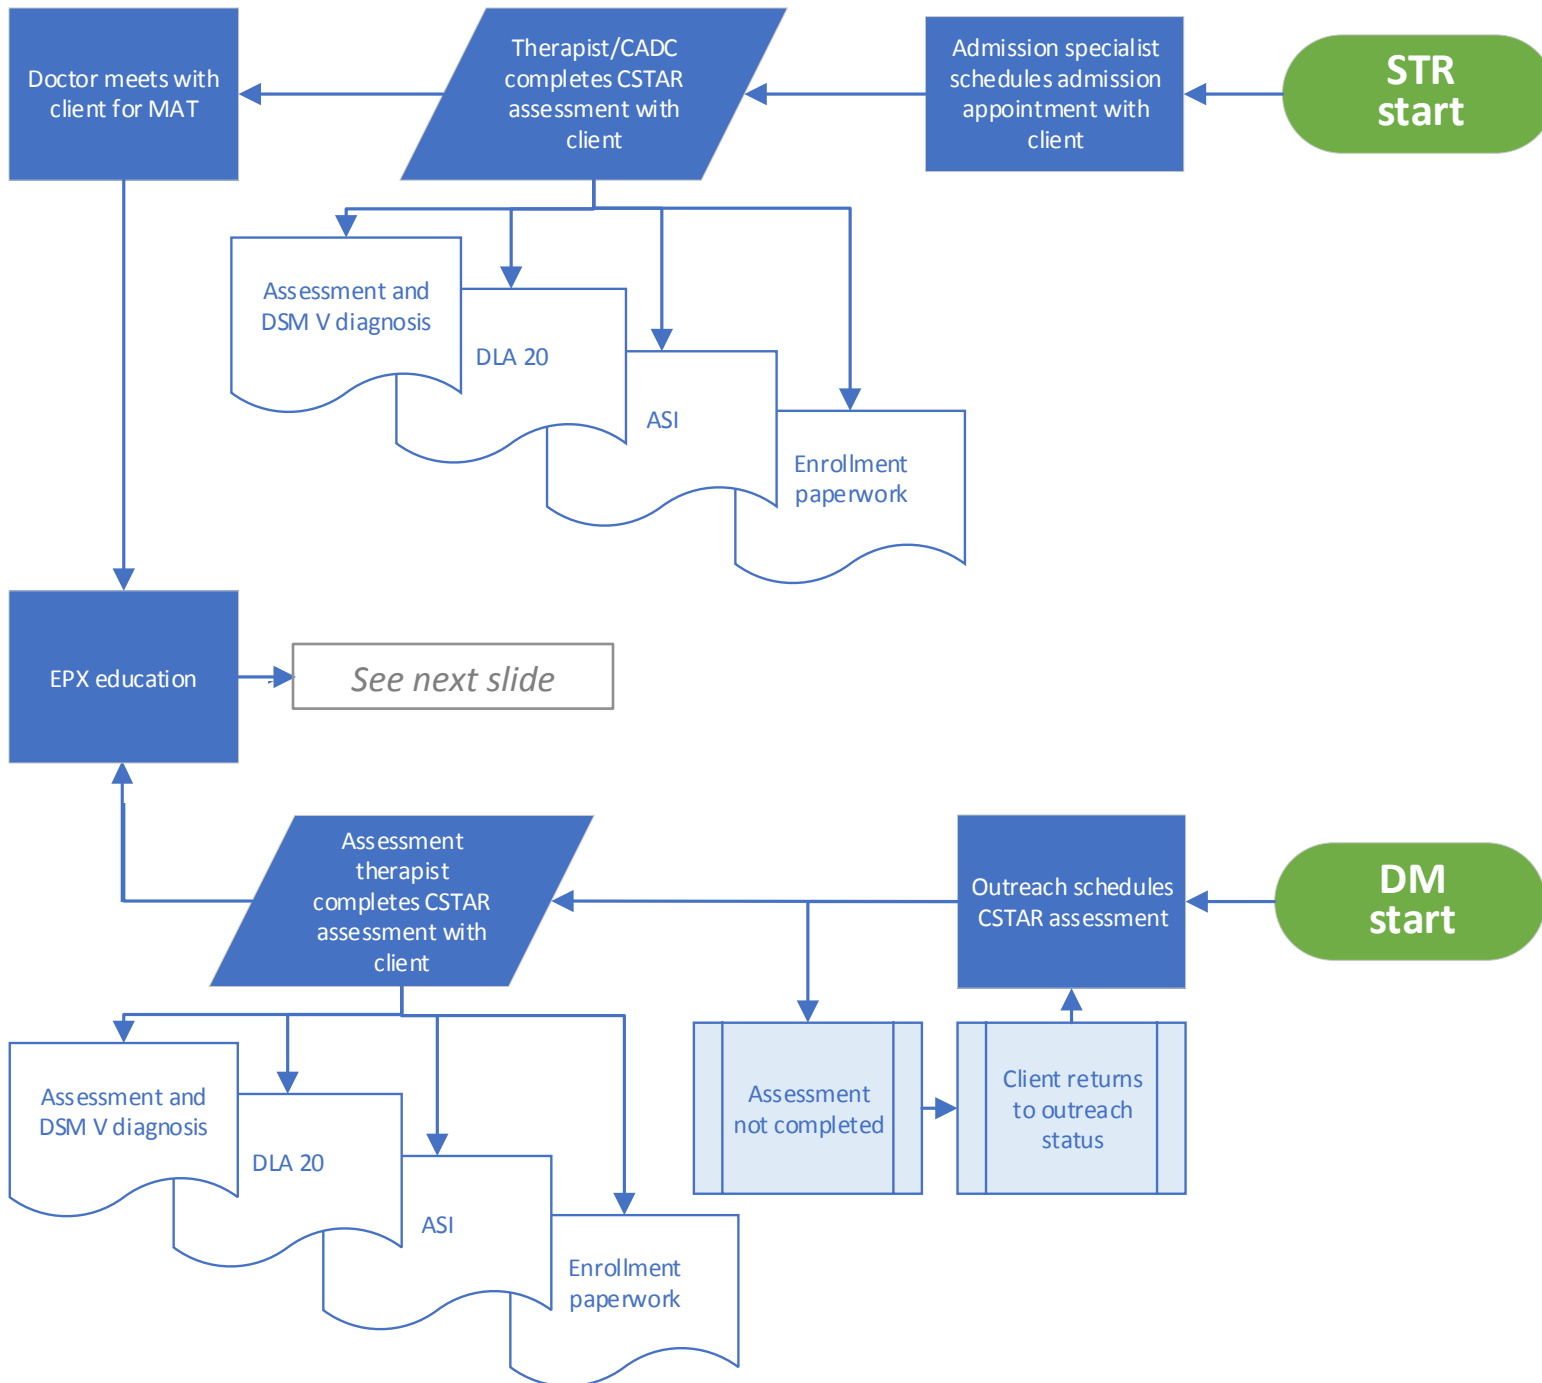 Doctor meets with
client for MAT
Therapist/CADC
completes CSTAR
assessment with
client
Admission specialist
schedules admission
appointment with
client
STR
start
Assessment and
DSM V diagnosis
DLA 20
ASI
Enrollment
paperwork
EPX education
See next slide
Assessment
therapist
completes CSTAR
assessment with
client
Outreach schedules
CSTAR assessment
DM
start
Assessment
not completed
Client returns
to outreach
status
Assessment and
DSM V diagnosis
DLA 20
ASI
Enrollment
paperwork